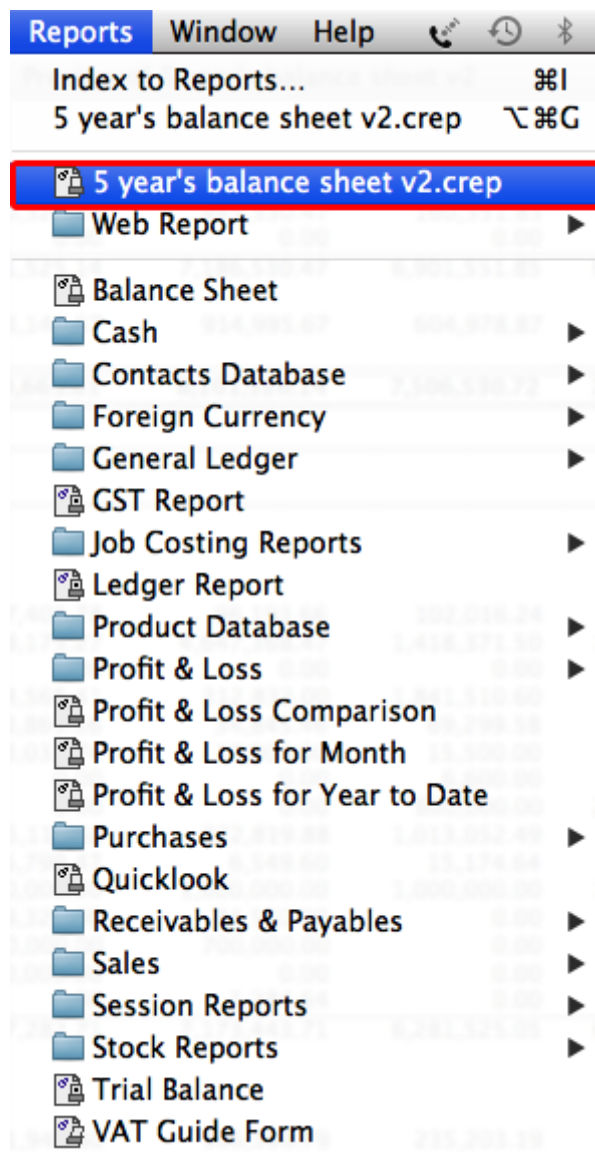 Reports Window Help
Index to Reports... ⌘I
5 year's balance sheet v2.crep ⌥⌘G
5 year's balance sheet v2.crep
Web Report
Balance Sheet
Cash
Contacts Database
Foreign Currency
General Ledger
GST Report
Job Costing Reports
Ledger Report
Product Database
Profit & Loss
Profit & Loss Comparison
Profit & Loss for Month
Profit & Loss for Year to Date
Purchases
Quicklook
Receivables & Payables
Sales
Session Reports
Stock Reports
Trial Balance
VAT Guide Form